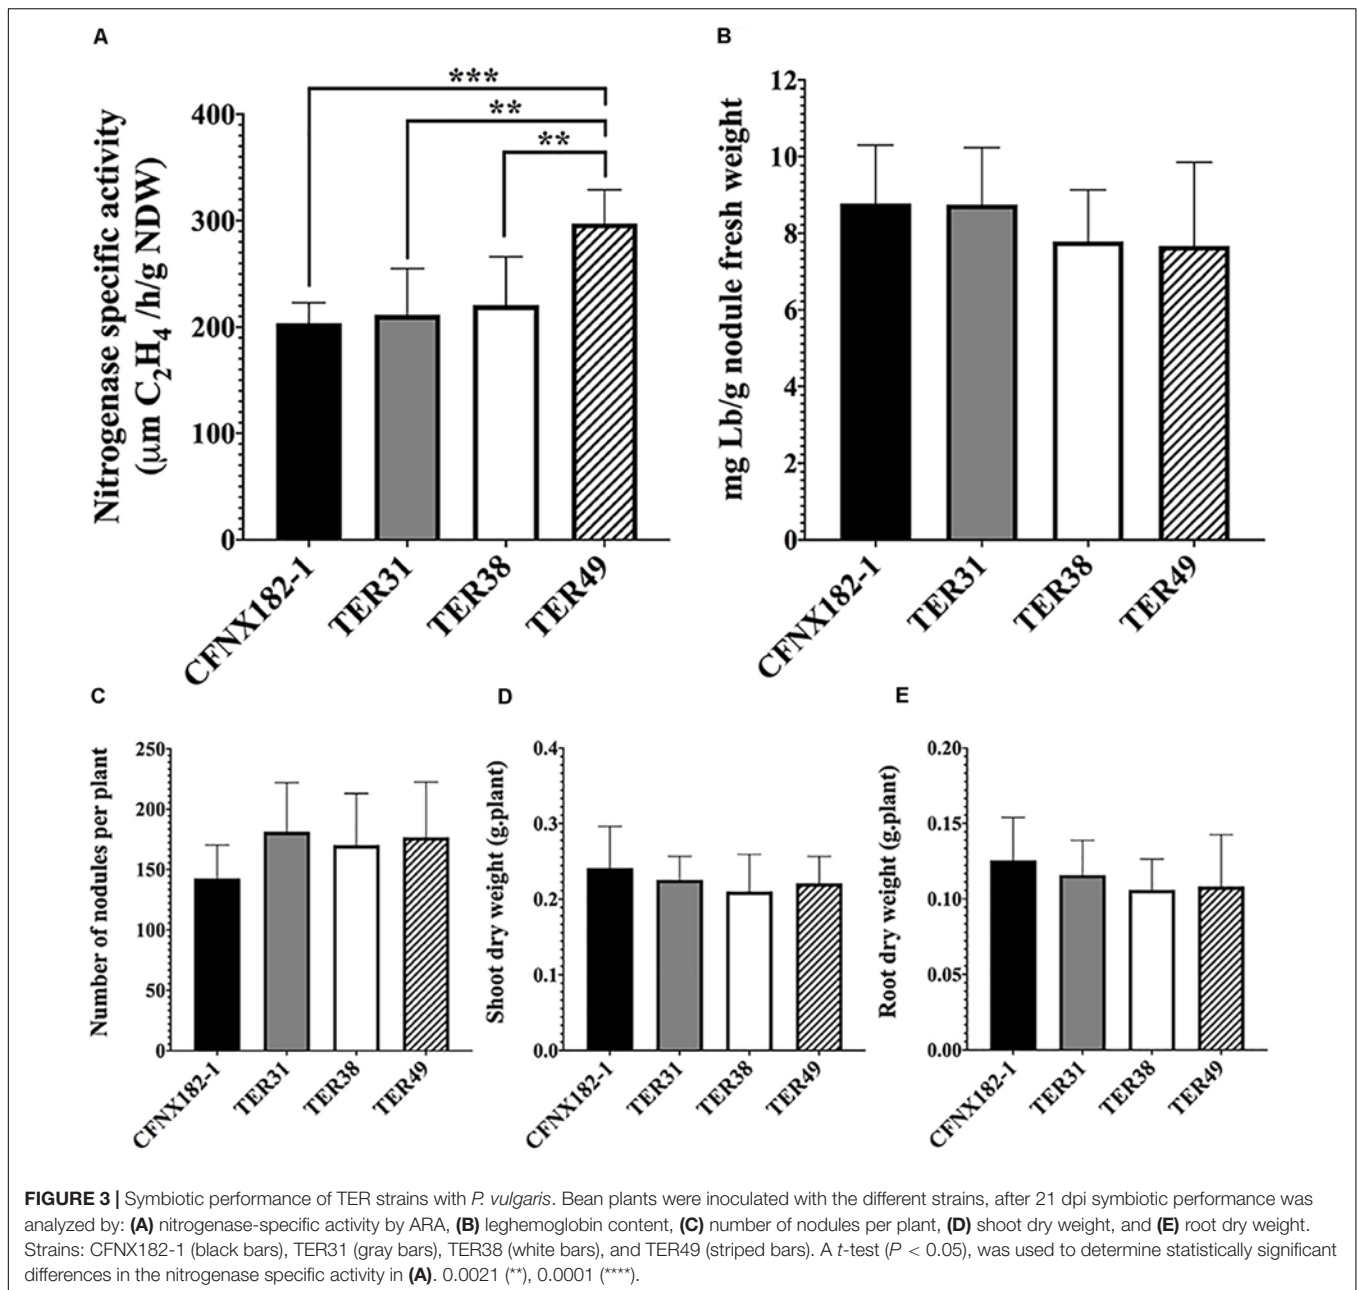 A
Nitrogenase specific activity
(μm C₂H₄ /h/g NDW)
400
300
200
100
0
***
**
**
CFNX182-1
TER31
TER38
TER49
B
mg Lb/g nodule fresh weight
12
10
8
6
4
2
0
CFNX182-1
TER31
TER38
TER49
C
Number of nodules per plant
250
200
150
100
50
0
CFNX182-1
TER31
TER38
TER49
D
Shoot dry weight (g.plant)
0.4
0.3
0.2
0.1
0.0
CFNX182-1
TER31
TER38
TER49
E
Root dry weight (g.plant)
0.20
0.15
0.10
0.05
0.00
CFNX182-1
TER31
TER38
TER49
FIGURE 3 | Symbiotic performance of TER strains with P. vulgaris. Bean plants were inoculated with the different strains, after 21 dpi symbiotic performance was
analyzed by: (A) nitrogenase-specific activity by ARA, (B) leghemoglobin content, (C) number of nodules per plant, (D) shoot dry weight, and (E) root dry weight.
Strains: CFNX182-1 (black bars), TER31 (gray bars), TER38 (white bars), and TER49 (striped bars). A t-test (P < 0.05), was used to determine statistically significant
differences in the nitrogenase specific activity in (A). 0.0021 (**), 0.0001 (****).